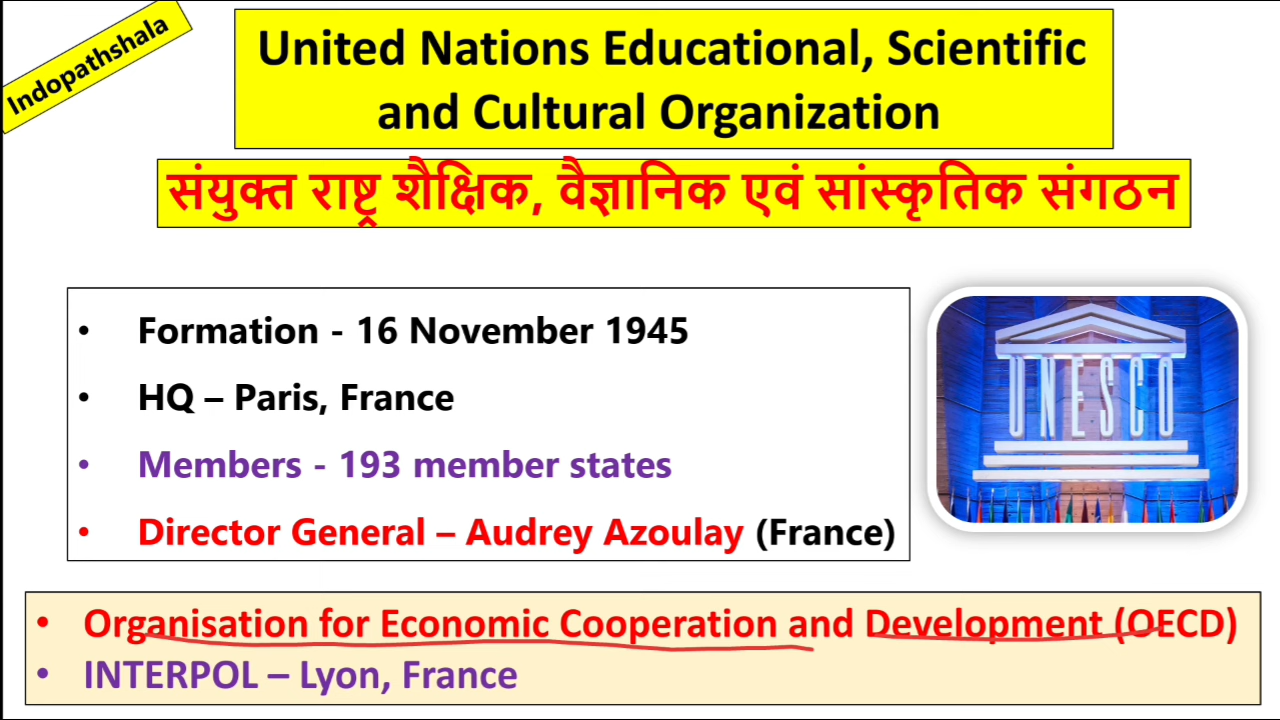 Indopathshala
United Nations Educational, Scientific
and Cultural Organization
संयुक्त राष्ट्र शैक्षिक, वैज्ञानिक एवं सांस्कृतिक संगठन
• Formation - 16 November 1945
• HQ – Paris, France
• Members - 193 member states
• Director General – Audrey Azoulay (France)
UNESCO
• Organisation for Economic Cooperation and Development (OECD)
• INTERPOL – Lyon, France